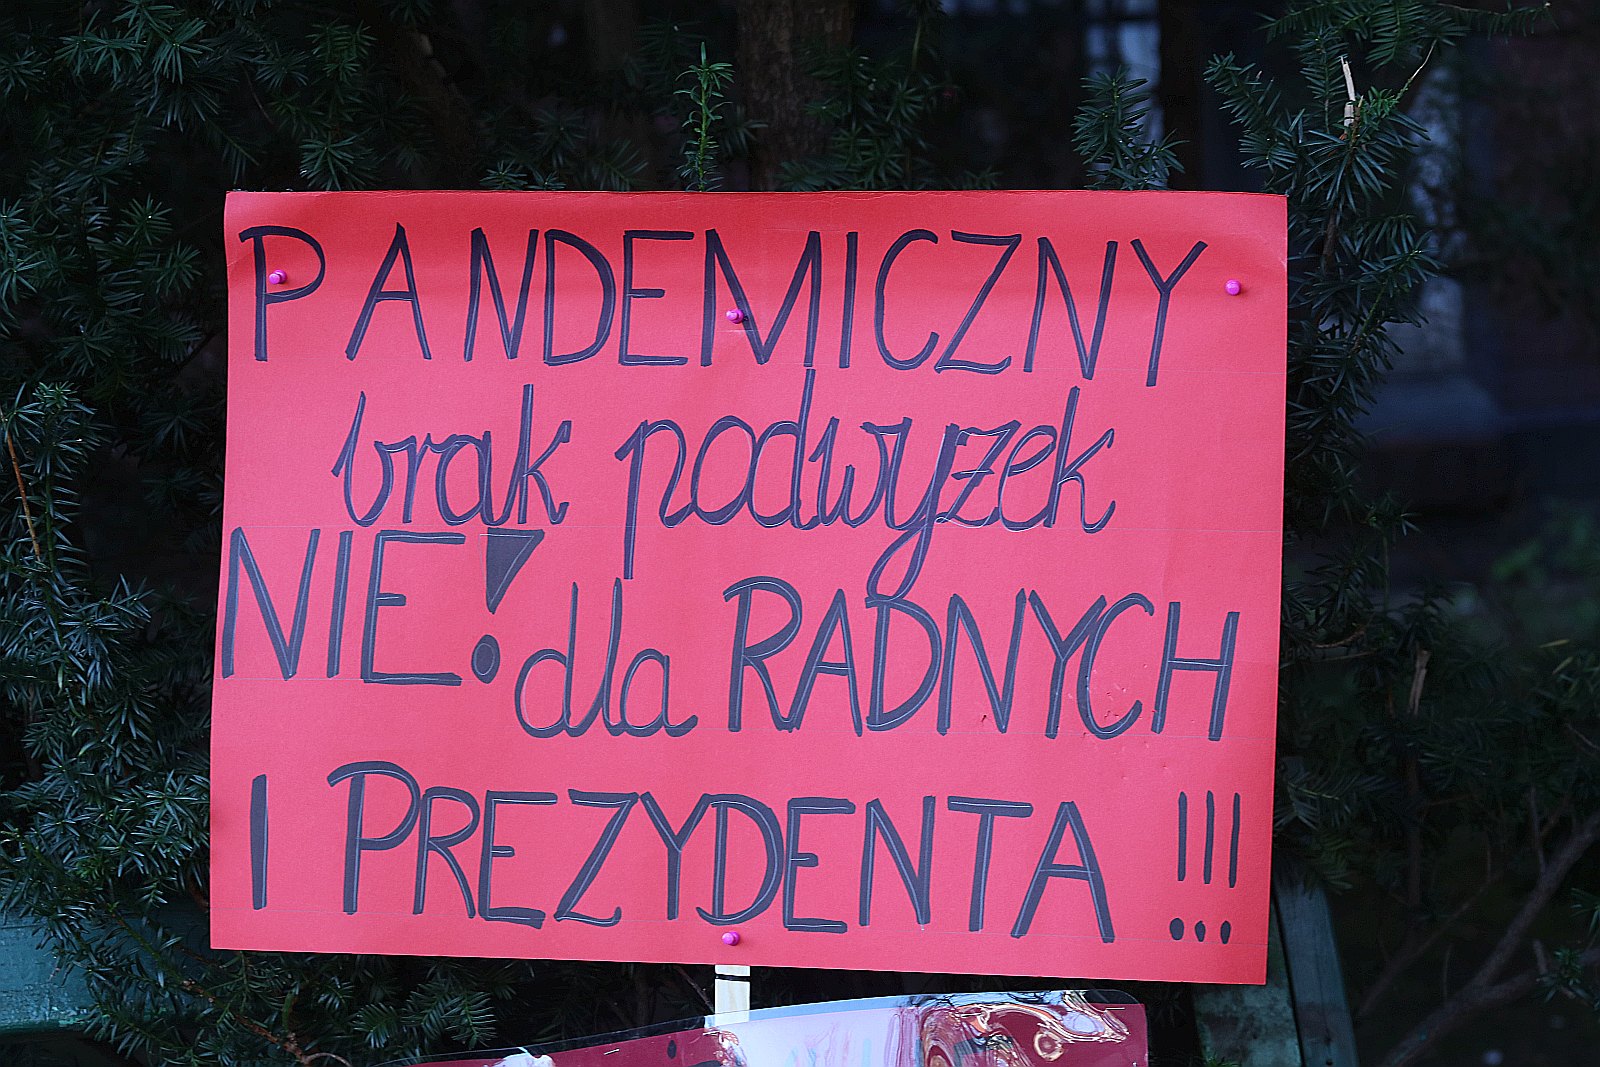 PANDEMICZNY
brak podwyżek
NIE! dla RADNYCH
I PREZYDENTA !!!